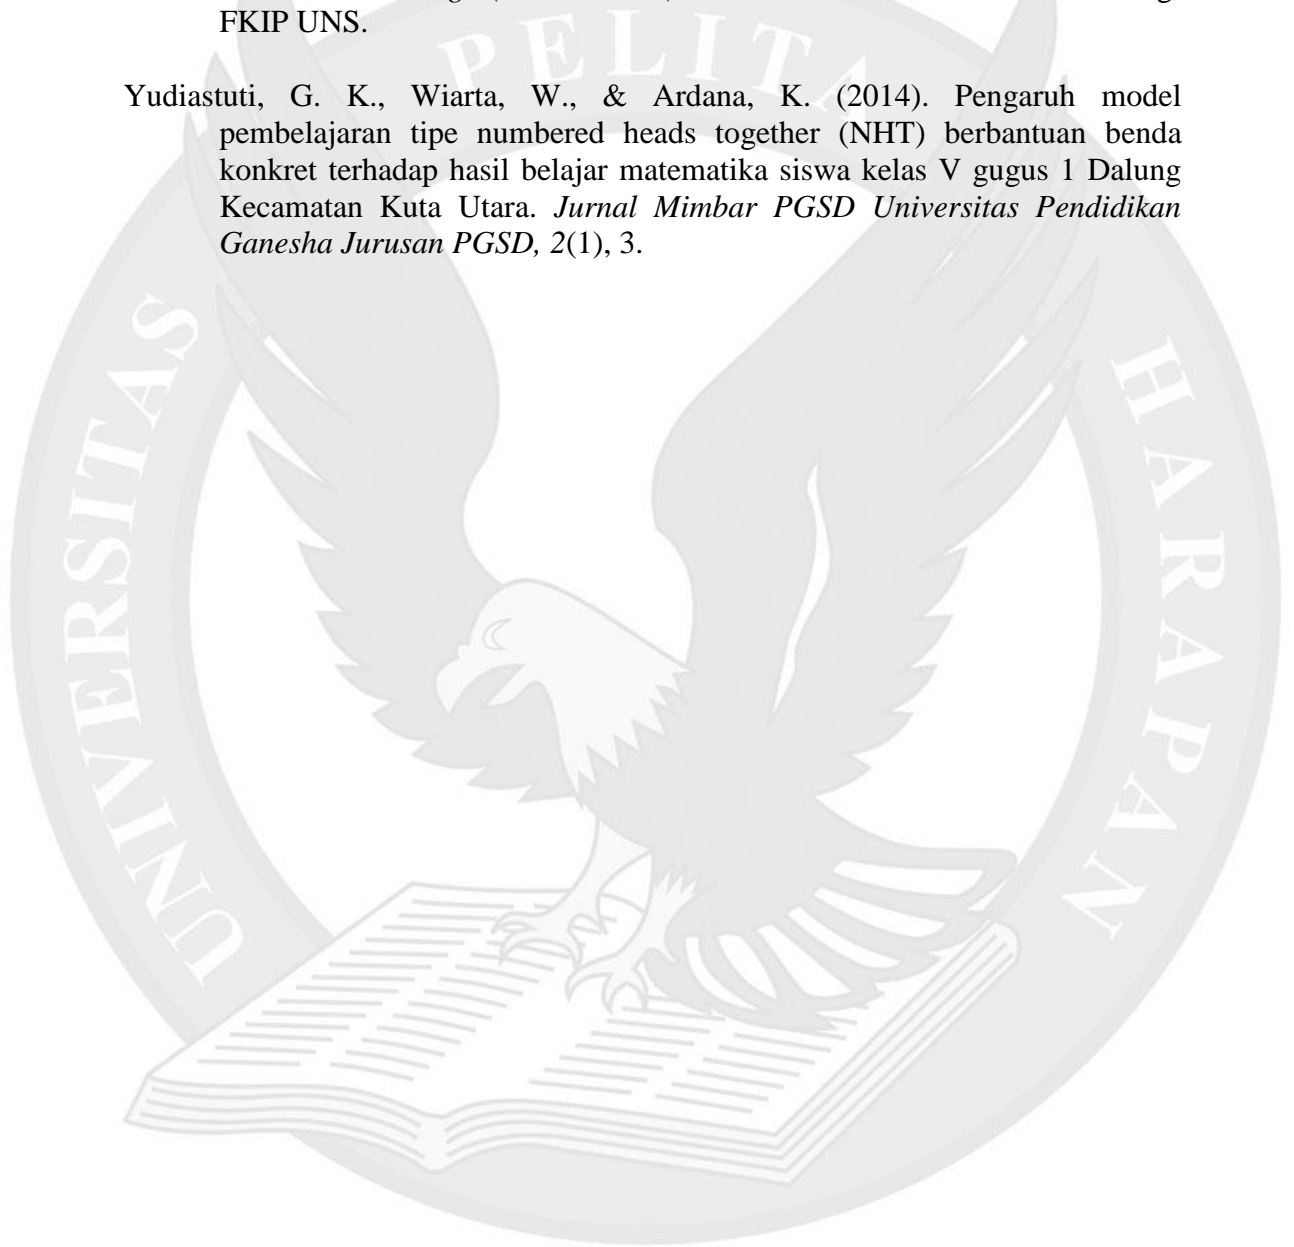 FKIP UNS.
Yudiastuti, G. K., Wiarta, W., & Ardana, K. (2014). Pengaruh model
pembelajaran tipe numbered heads together (NHT) berbantuan benda
konkret terhadap hasil belajar matematika siswa kelas V gugus 1 Dalung
Kecamatan Kuta Utara. Jurnal Mimbar PGSD Universitas Pendidikan
Ganesha Jurusan PGSD, 2(1), 3.
UNIVERSITAS PELITA HARAPAN